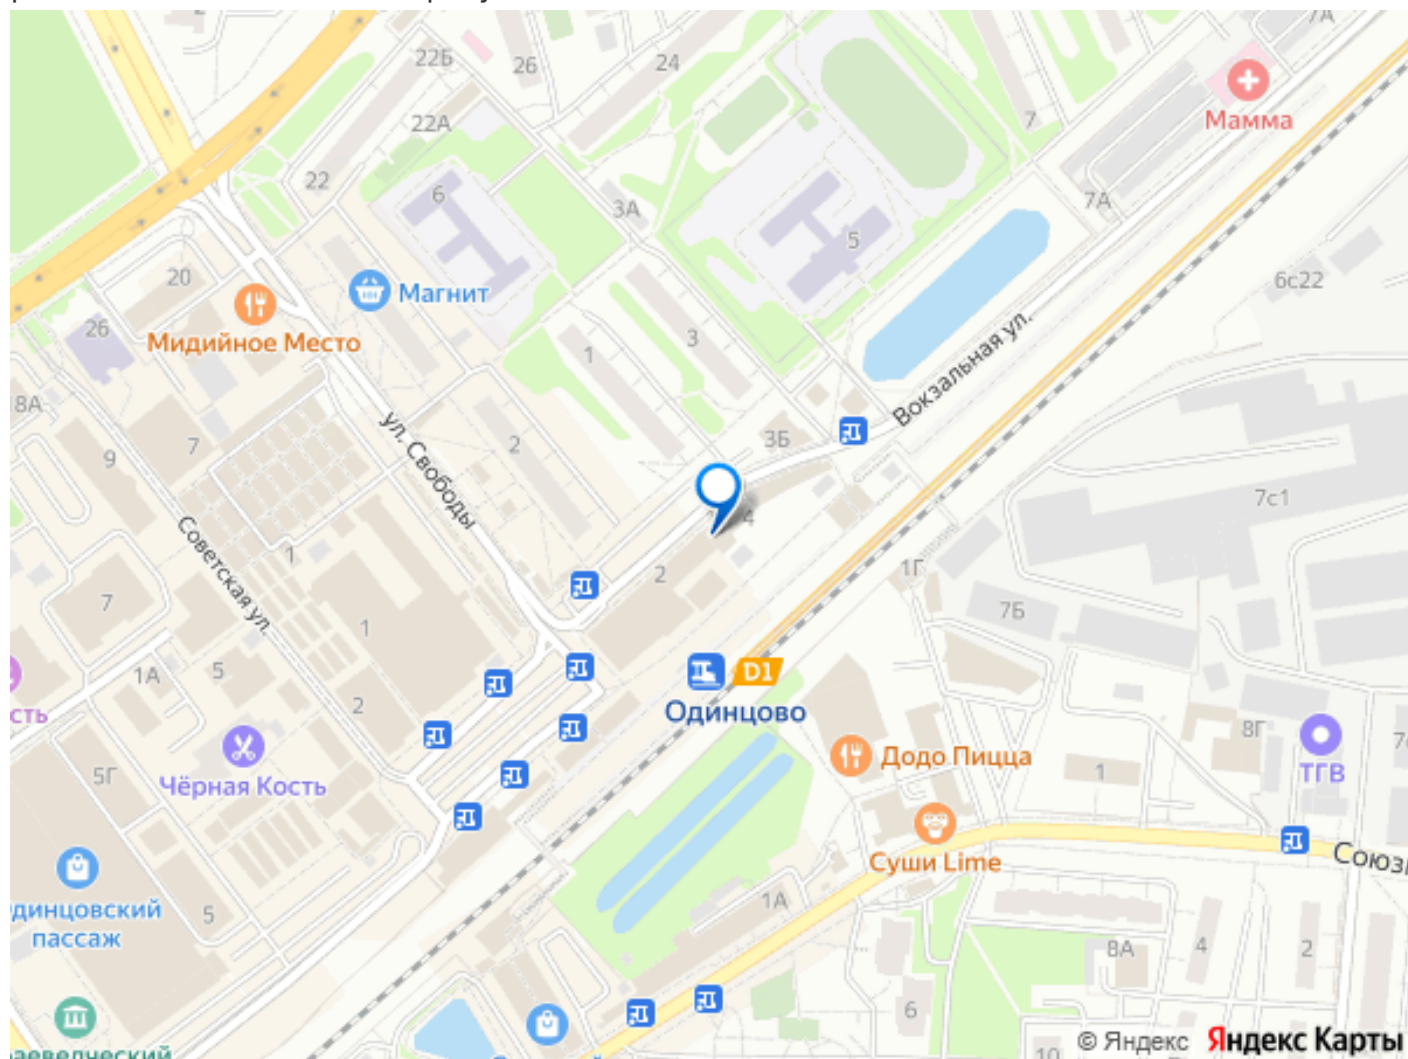 22Б
26
24
7А
Мамма
22А
7
22
6
3А
7А
5
20
6с22
Магнит
26
Мидийное Место
3
1
Вокзальная ул.
8А
ул. Свободы
2
3Б
7
9
7с1
4
Советская ул.
1
2
1Г
7
7Б
1
1А
5
D1
сть
2
Одинцово
8Г
Чёрная Кость
5Г
Додо Пицца
1
ТГВ
Суши Lime
Союз
динцовский
пассаж
5
1А
8А
4
2
6
10
© Яндекс Яндекс Карты